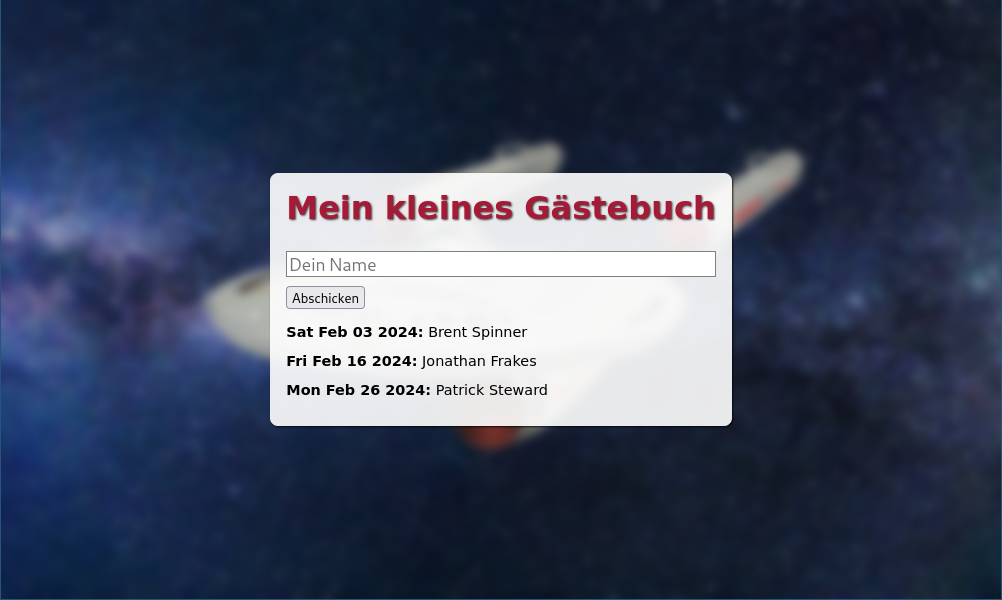 Mein kleines Gästebuch
Dein Name
Abschicken
Sat Feb 03 2024: Brent Spinner
Fri Feb 16 2024: Jonathan Frakes
Mon Feb 26 2024: Patrick Steward